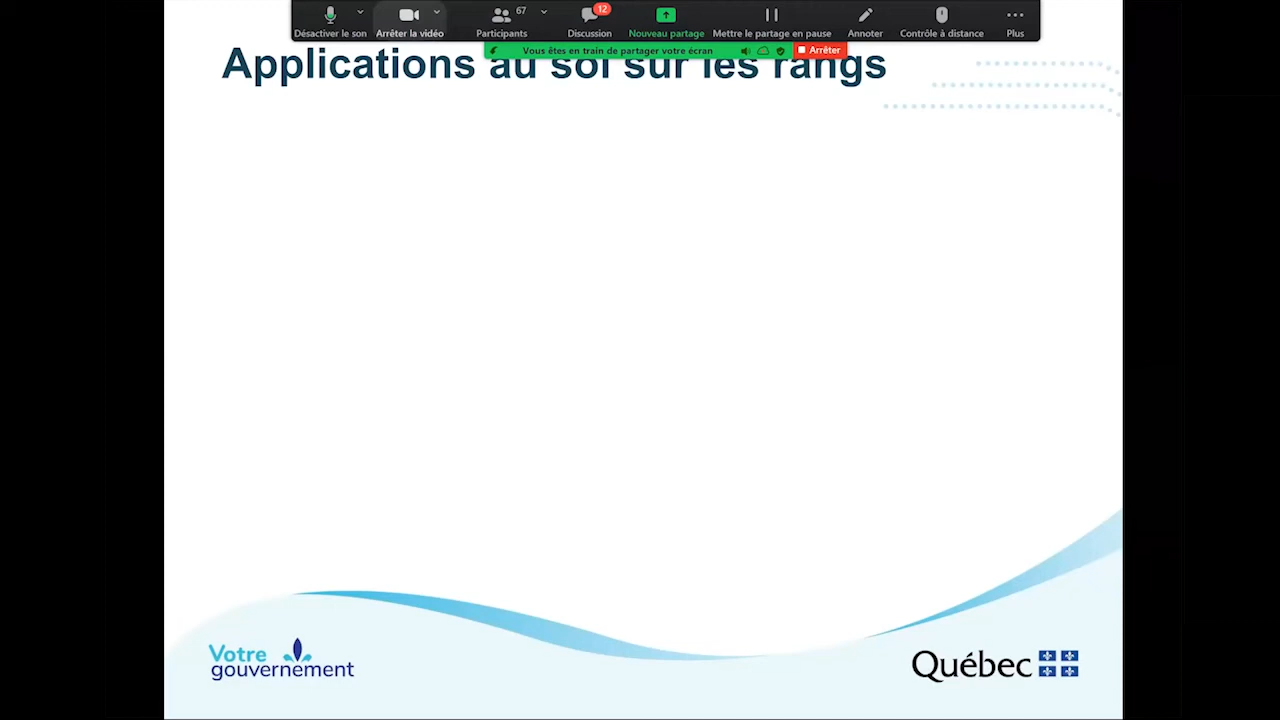 67
12
Désactiver le son
Arrêter la vidéo
Participants
Discussion
Nouveau partage
Mettre le partage en pause
Annoter
Contrôle à distance
Plus
Vous êtes en train de partager votre écran
Arrêter
Applications au sol sur les rangs
Votre
gouvernement
Québec